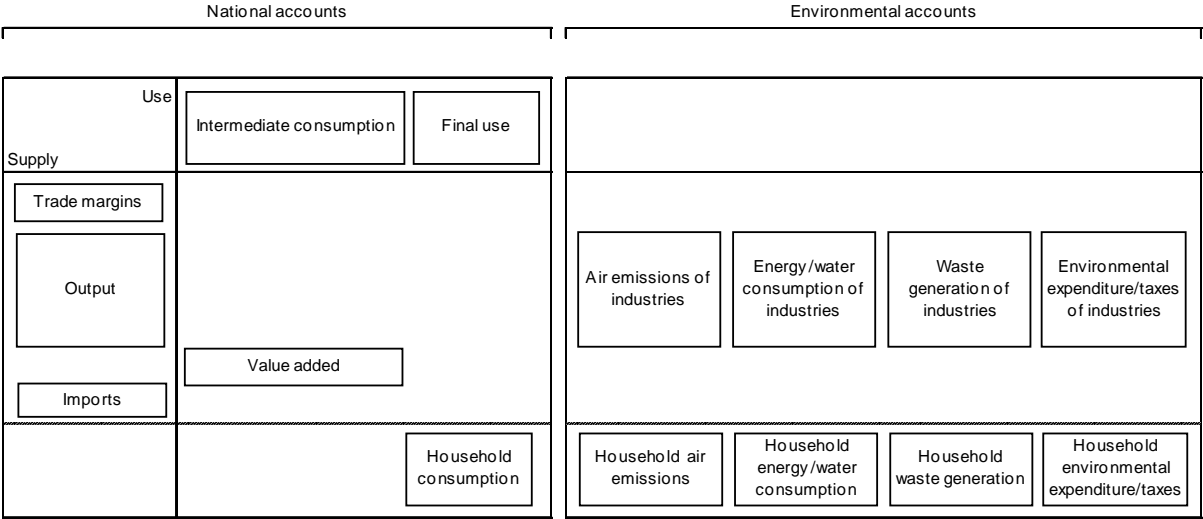 National accounts
Environmental accounts
Use
Supply
Intermediate consumption
Final use
Trade margins
Output
Value added
Imports
Air emissions of
industries
Energy/water
consumption of
industries
Waste
generation of
industries
Environmental
expenditure/taxes
of industries
Household
consumption
Household air
emissions
Household
energy/water
consumption
Household
waste generation
Household
environmental
expenditure/taxes